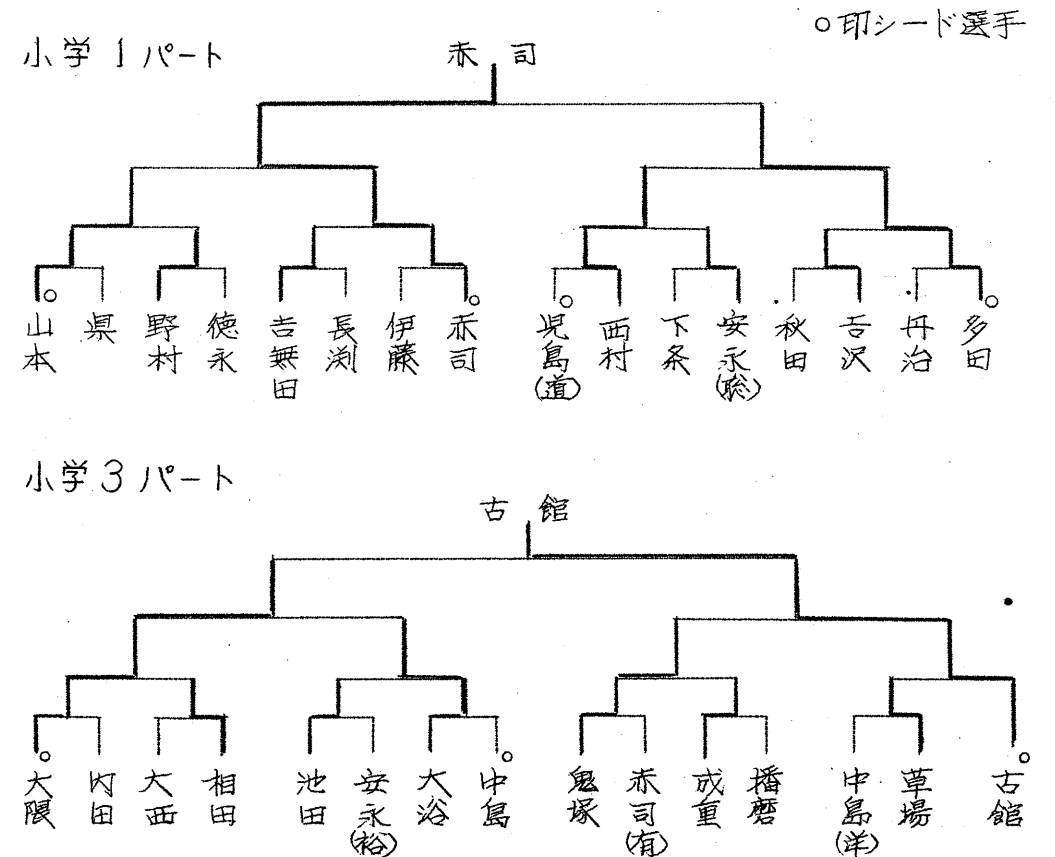 ○印シード選手
小学1パート
赤司
山本 県 野村 徳永 吉無田 長渕 伊藤 赤司 児島(道) 西村 下条 安永(聡) 秋田 吉沢 丹治 多田
小学3パート
古館
大隈 内田 大西 相田 池田 安永(裕) 大浴 中島 鬼塚 赤司(有) 成重 播磨 中島(洋) 草場 古館